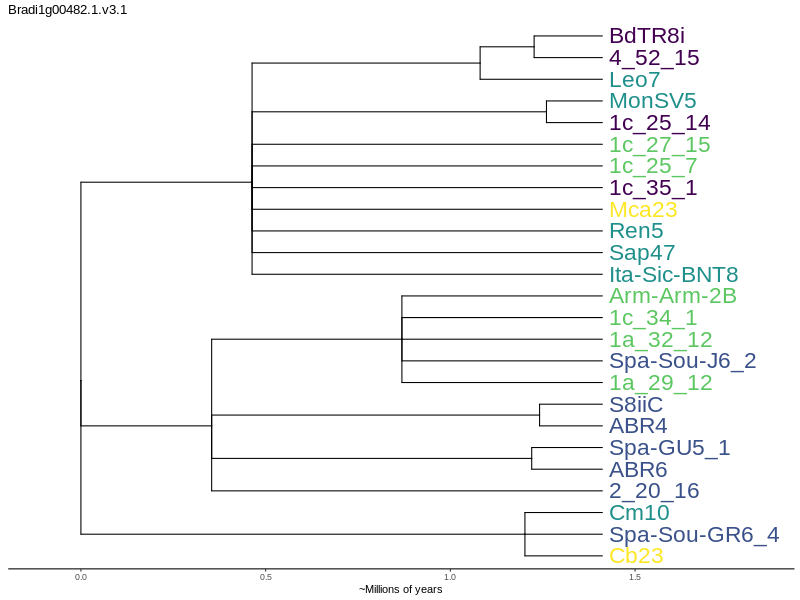 Bradi1g00482.1.v3.1
BdTR8i
4_52_15
Leo7
MonSV5
1c_25_14
1c_27_15
1c_25_7
1c_35_1
Mca23
Ren5
Sap47
Ita-Sic-BNT8
Arm-Arm-2B
1c_34_1
1a_32_12
Spa-Sou-J6_2
1a_29_12
S8iiC
ABR4
Spa-GU5_1
ABR6
2_20_16
Cm10
Spa-Sou-GR6_4
Cb23
0.0 0.5 1.0 1.5
~Millions of years